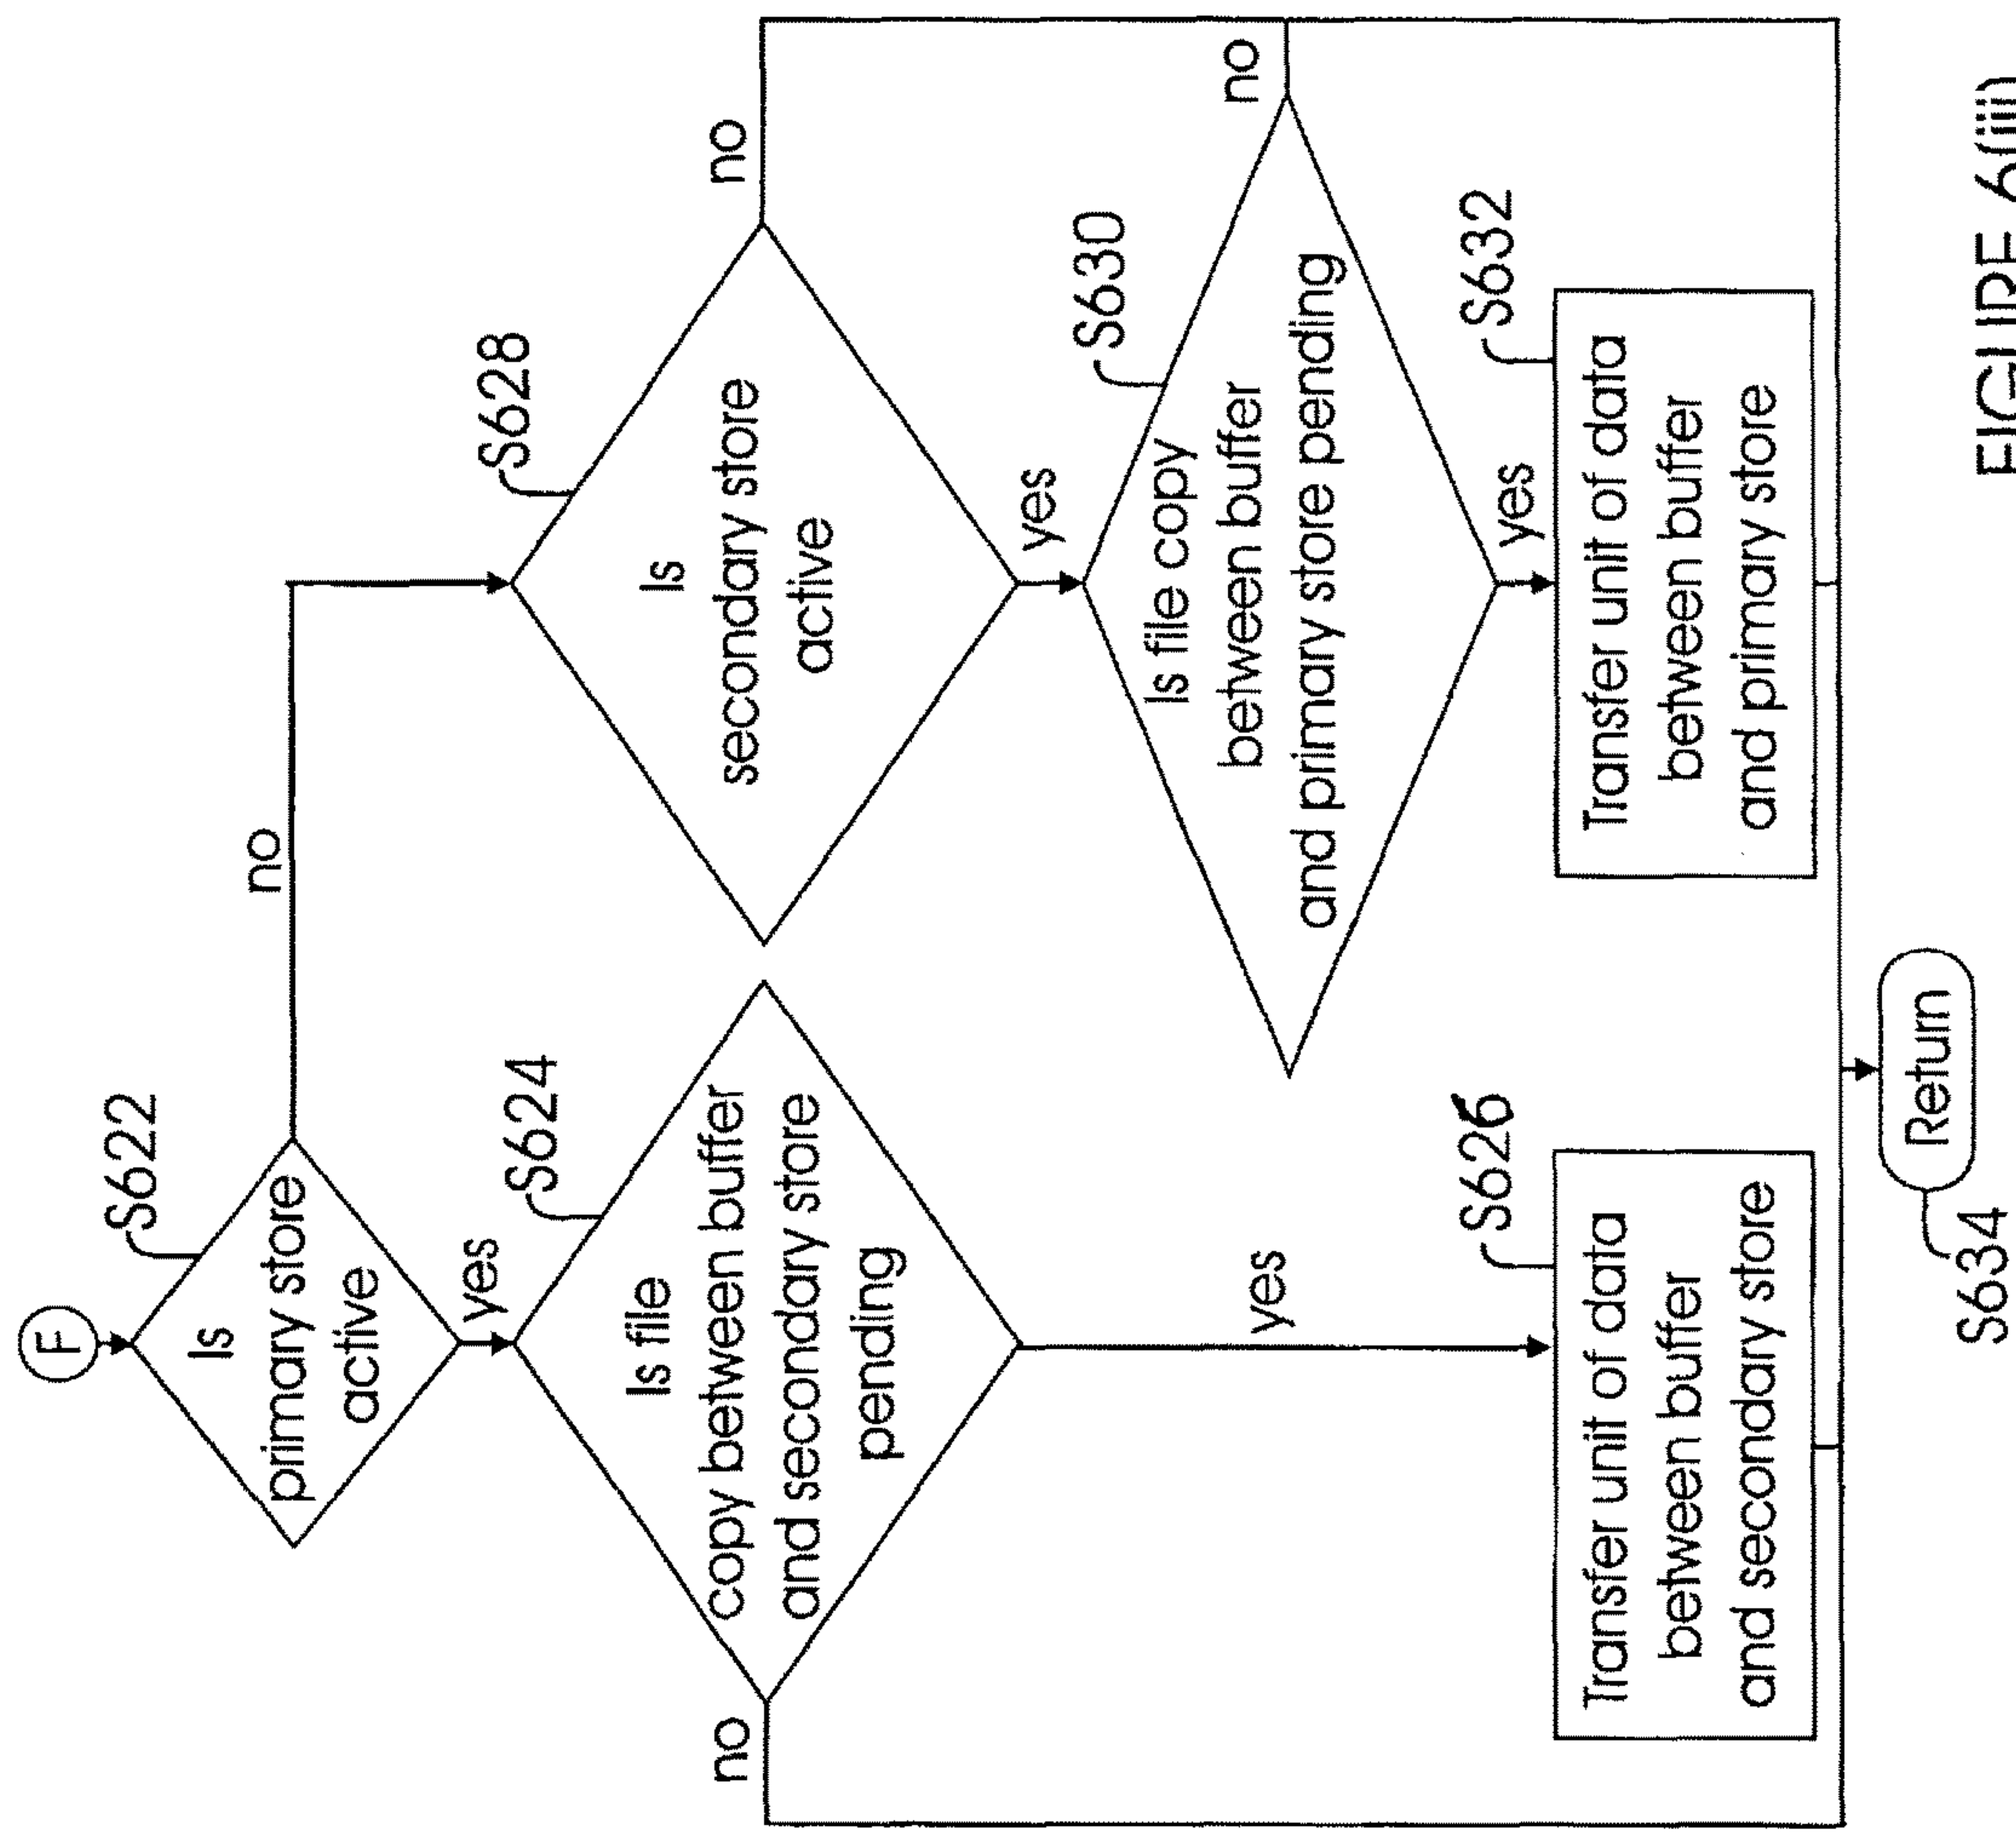 F
S622
Is
primary store
active
no
yes
S624
Is file
copy between buffer
and secondary store
pending
no
yes
S626
Transfer unit of data
between buffer
and secondary store
S628
Is
secondary store
active
no
yes
S630
Is file copy
between buffer
and primary store pending
no
yes
S632
Transfer unit of data
between buffer
and primary store
Return
S634
FIGURE 6(iii)